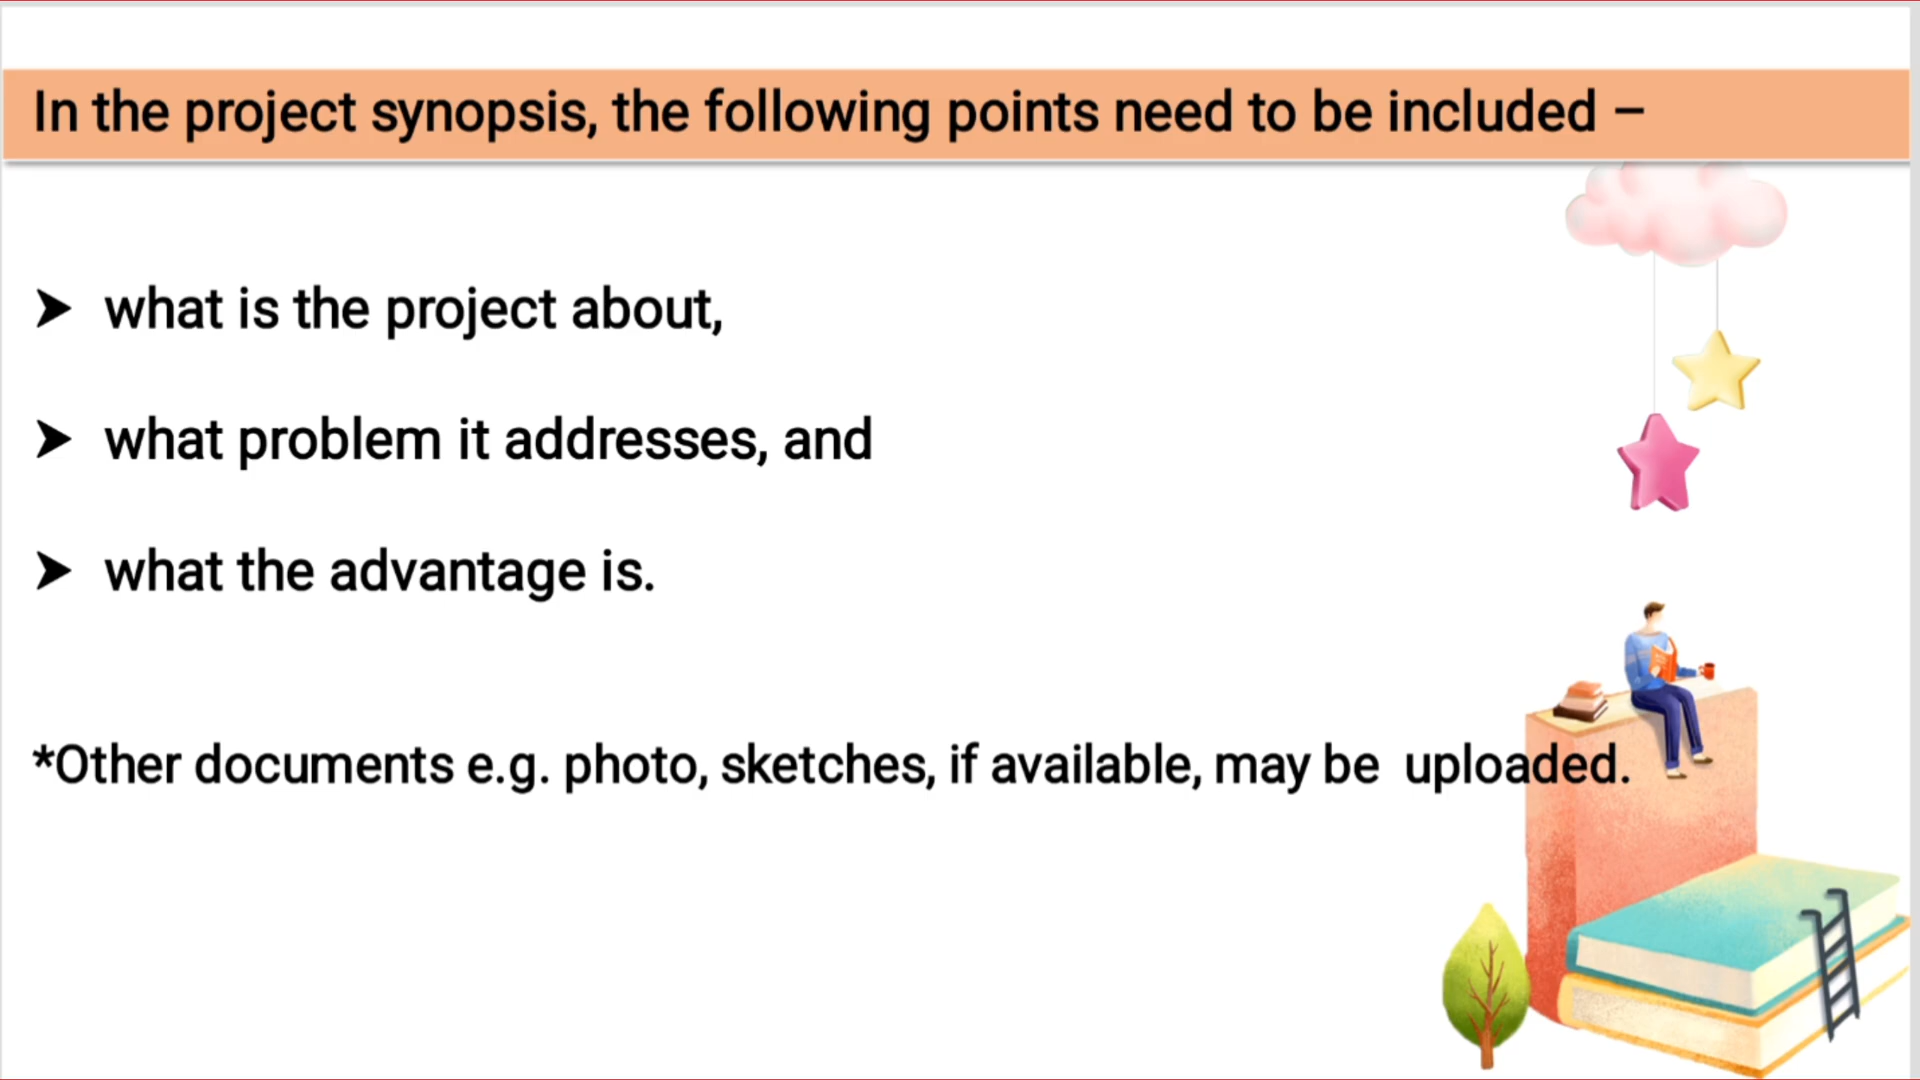 In the project synopsis, the following points need to be included –
➤ what is the project about,
➤ what problem it addresses, and
➤ what the advantage is.
*Other documents e.g. photo, sketches, if available, may be uploaded.